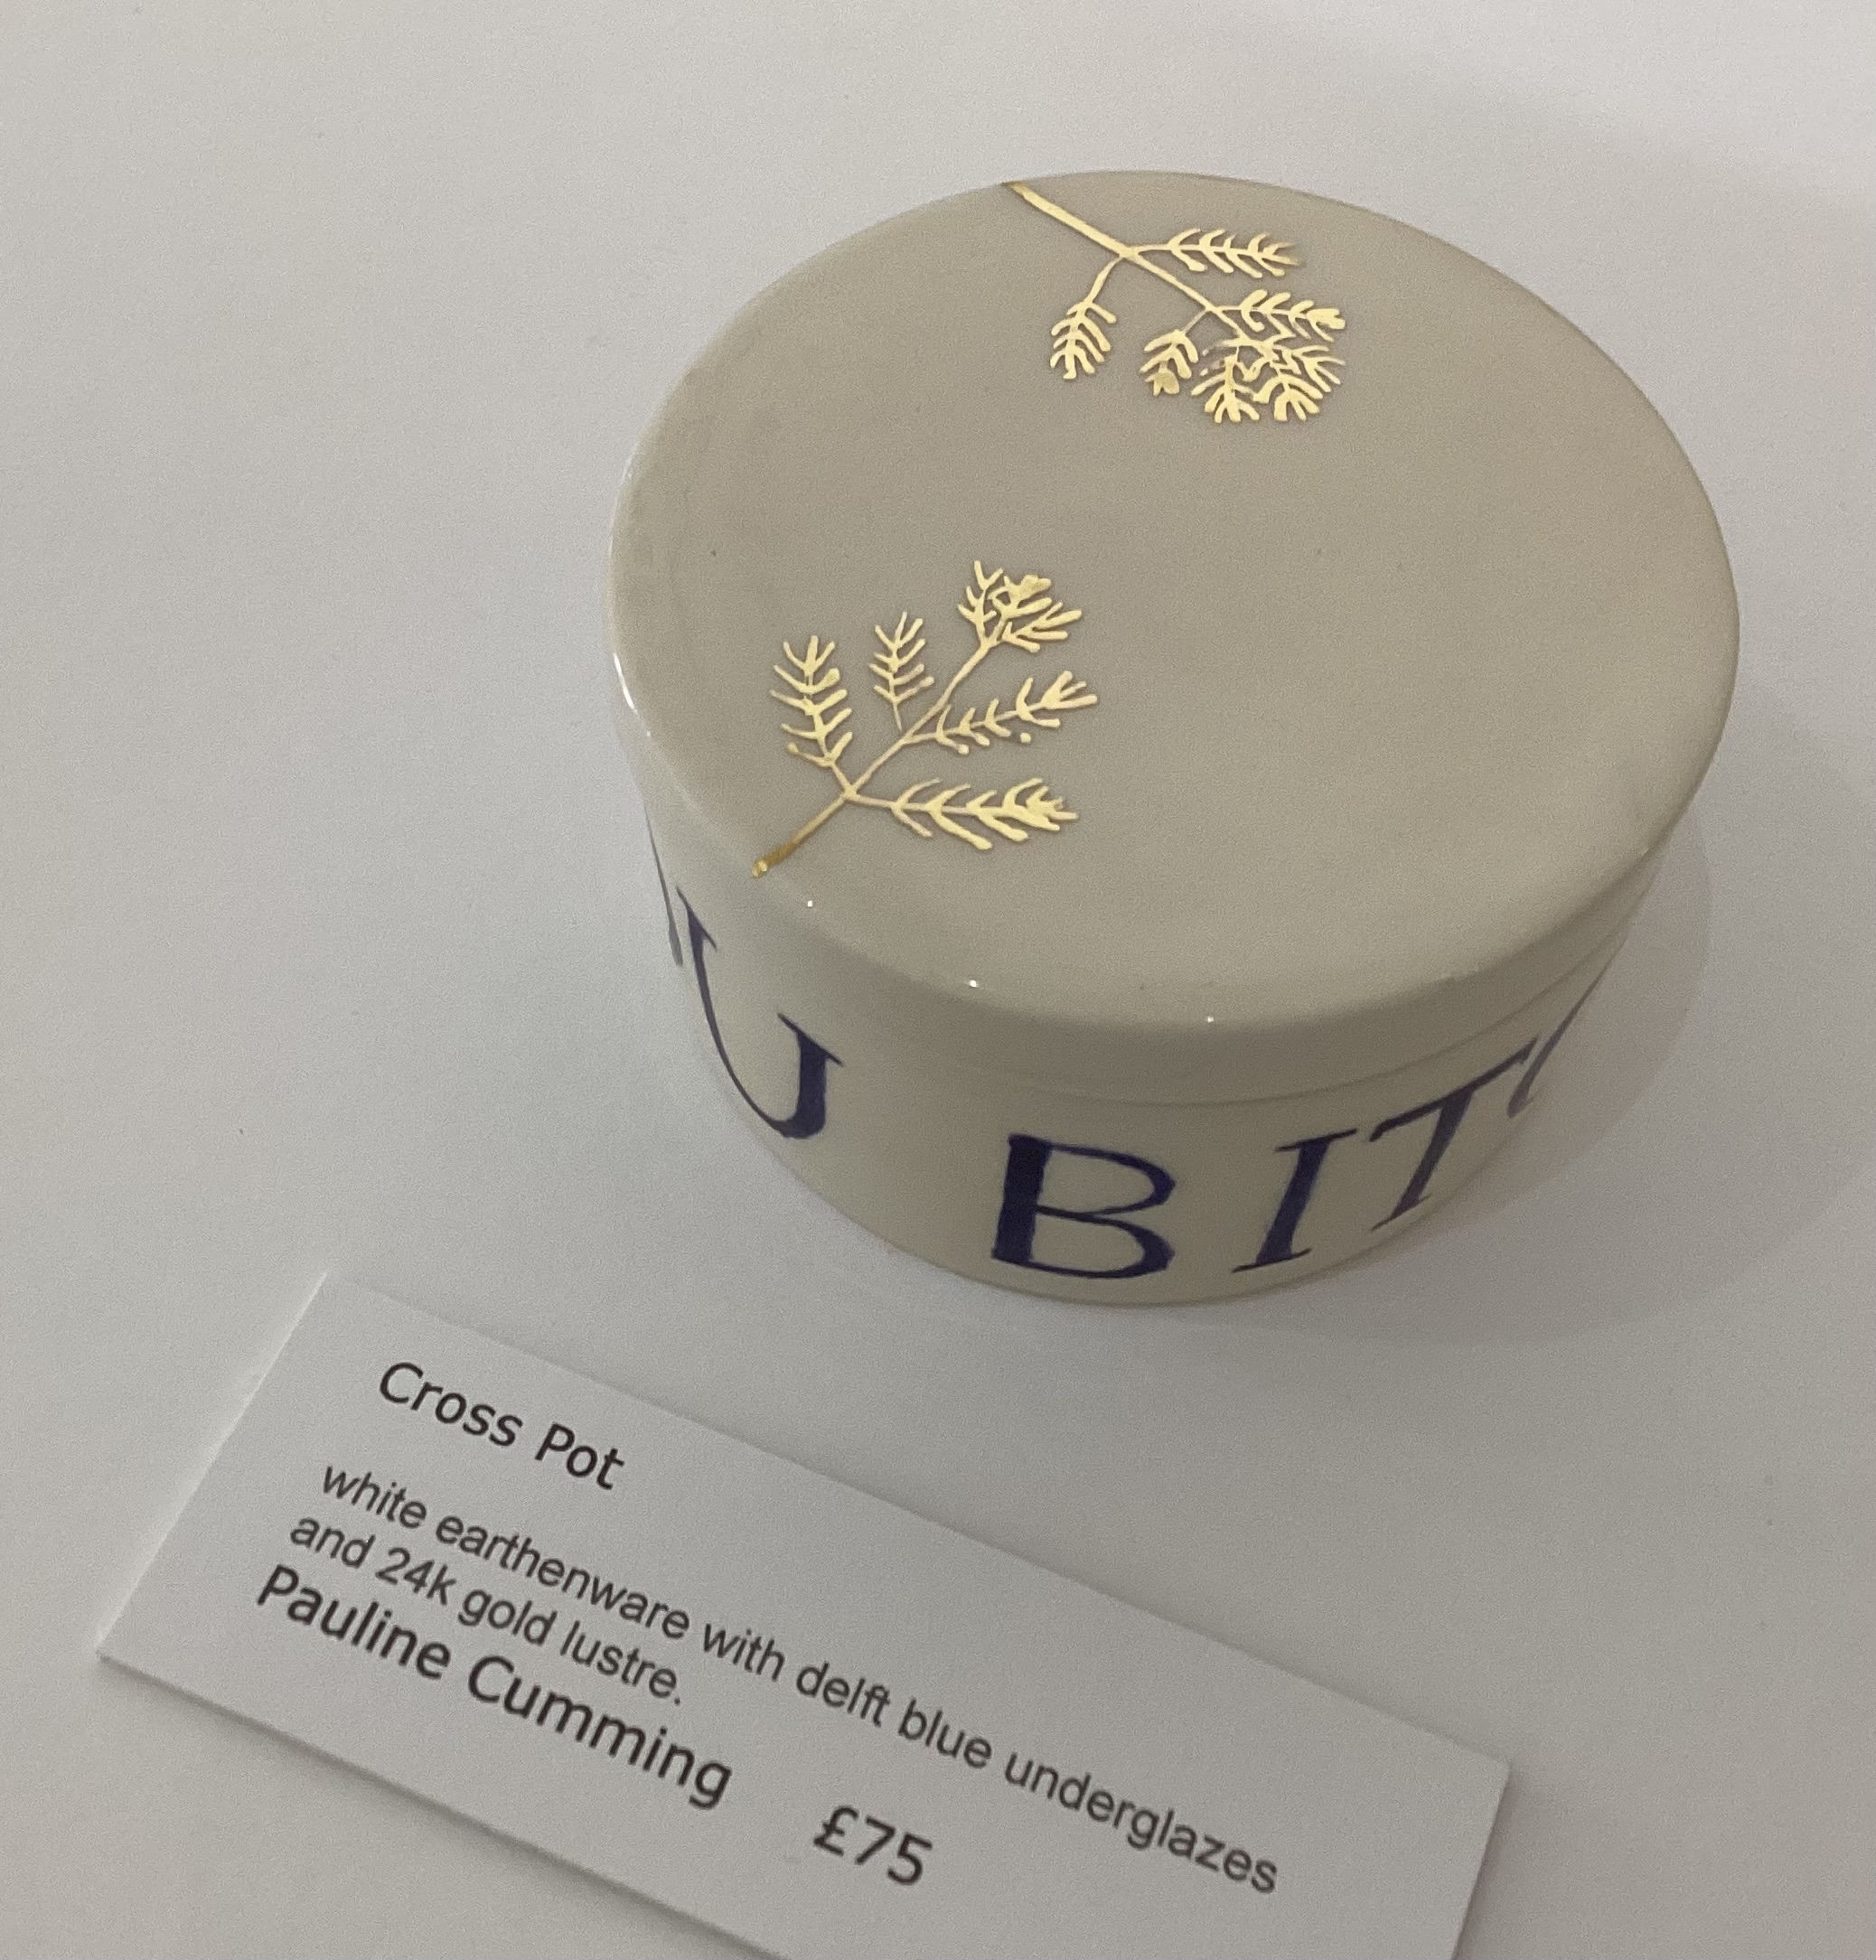 U BIT
Cross Pot
white earthenware with delft blue underglazes
and 24k gold lustre.
Pauline Cumming £75